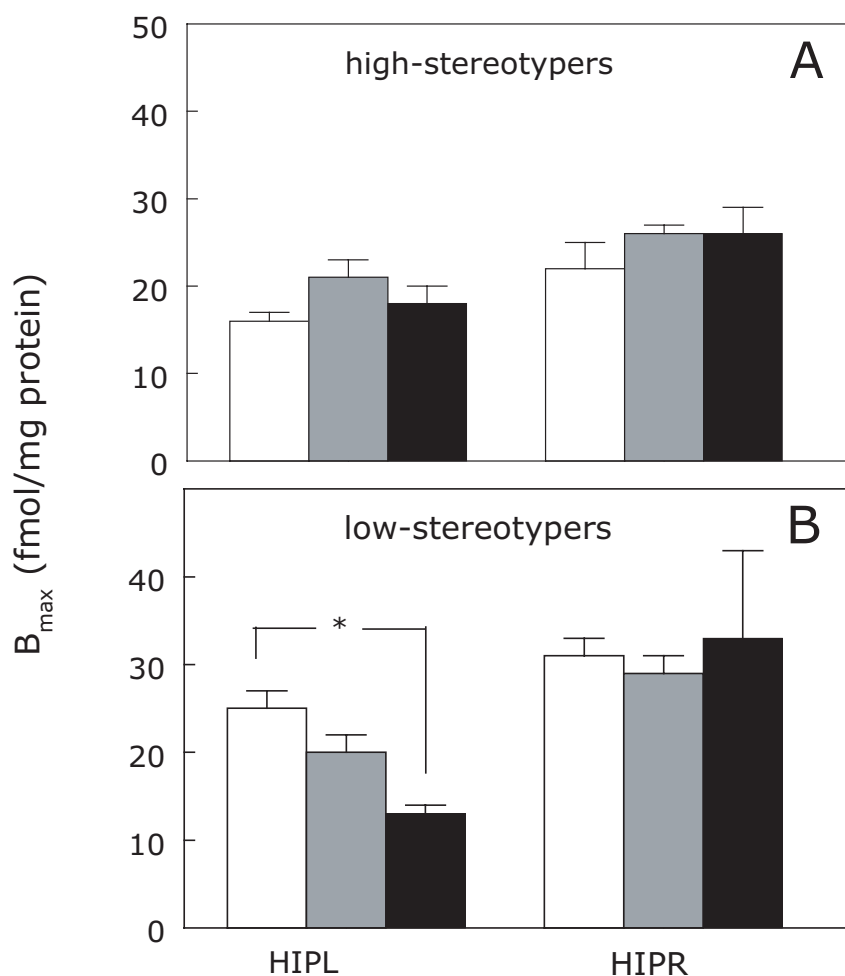 50
high-stereotypers
A
40
30
20
10
0
B
low-stereotypers
40
*
30
20
10
0
HIPL
HIPR
Bmax (fmol/mg protein)